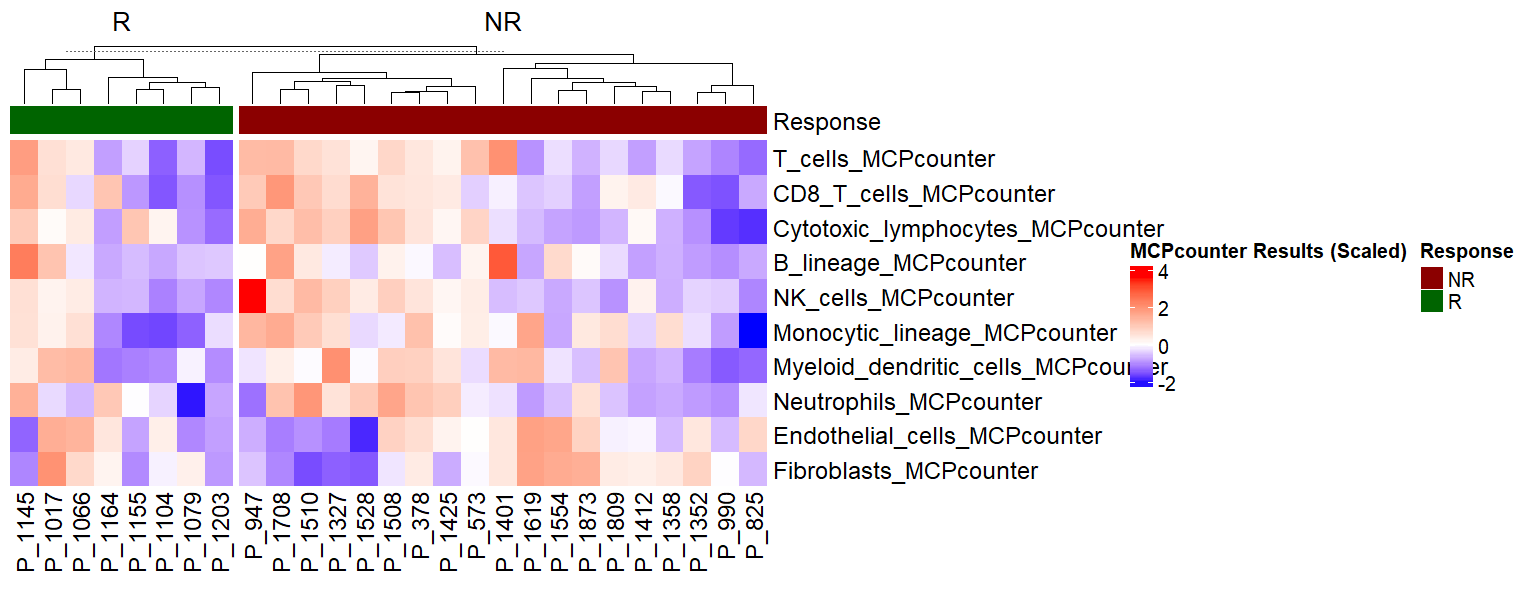 R NR
Response
T_cells_MCPcounter
CD8_T_cells_MCPcounter
Cytotoxic_lymphocytes_MCPcounter
B_lineage_MCPcounter
NK_cells_MCPcounter
Monocytic_lineage_MCPcounter
Myeloid_dendritic_cells_MCPcounter
Neutrophils_MCPcounter
Endothelial_cells_MCPcounter
Fibroblasts_MCPcounter
P_1145
P_1017
P_1066
P_1164
P_1155
P_1104
P_1079
P_1203
P_947
P_1708
P_1510
P_1327
P_1528
P_1508
P_378
P_1425
P_573
P_1401
P_1619
P_1554
P_1873
P_1809
P_1412
P_1358
P_1352
P_990
P_825
MCPcounter Results (Scaled)
4
2
0
-2
Response
NR
R